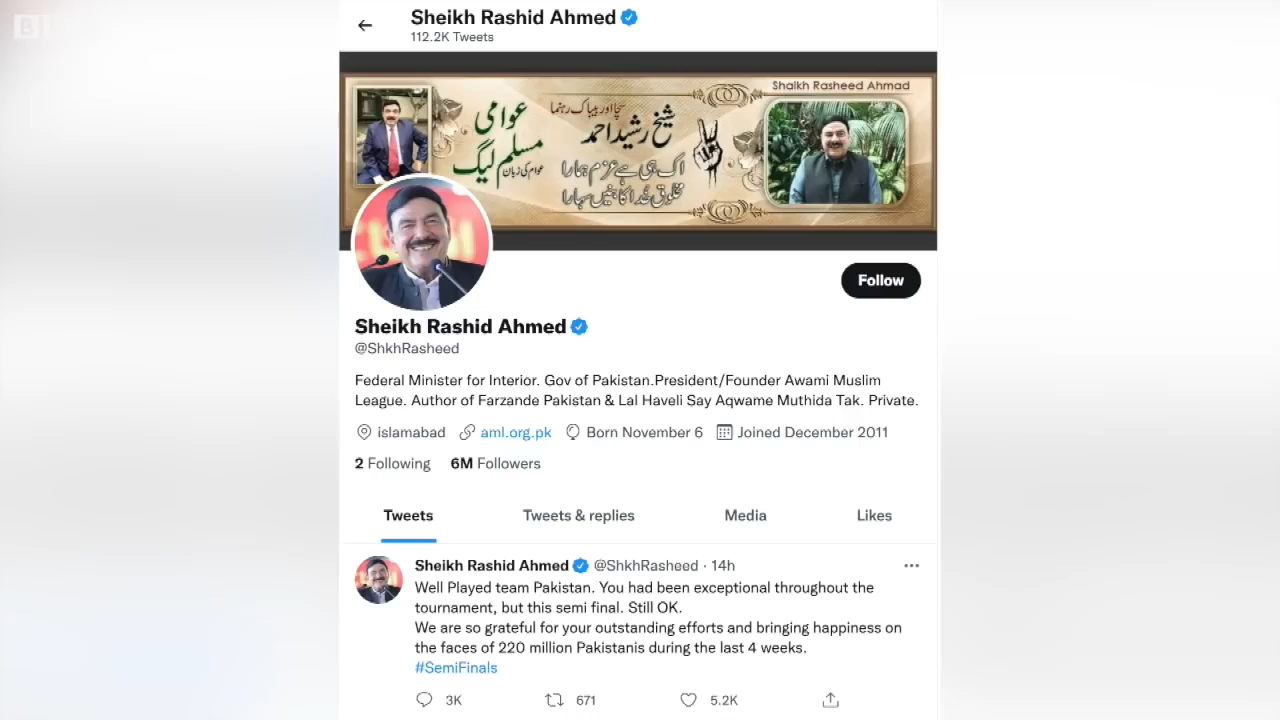 B
Sheikh Rashid Ahmed
112.2K Tweets
Shaikh Rasheed Ahmad
سچا اور بیباک رہنما
شیخ رشید احمد
عوامی
مسلم لیگ
عوام کی زبان
اک ہی ہے عزم ہمارا
مخلوق خدا کا بنیں سہارا
Follow
Sheikh Rashid Ahmed
@ShkhRasheed
Federal Minister for Interior. Gov of Pakistan.President/Founder Awami Muslim
League. Author of Farzande Pakistan & Lal Haveli Say Aqwame Muthida Tak. Private.
islamabad aml.org.pk Born November 6 Joined December 2011
2 Following 6M Followers
Tweets Tweets & replies Media Likes
Sheikh Rashid Ahmed @ShkhRasheed · 14h
Well Played team Pakistan. You had been exceptional throughout the
tournament, but this semi final. Still OK.
We are so grateful for your outstanding efforts and bringing happiness on
the faces of 220 million Pakistanis during the last 4 weeks.
#SemiFinals
3K 671 5.2K